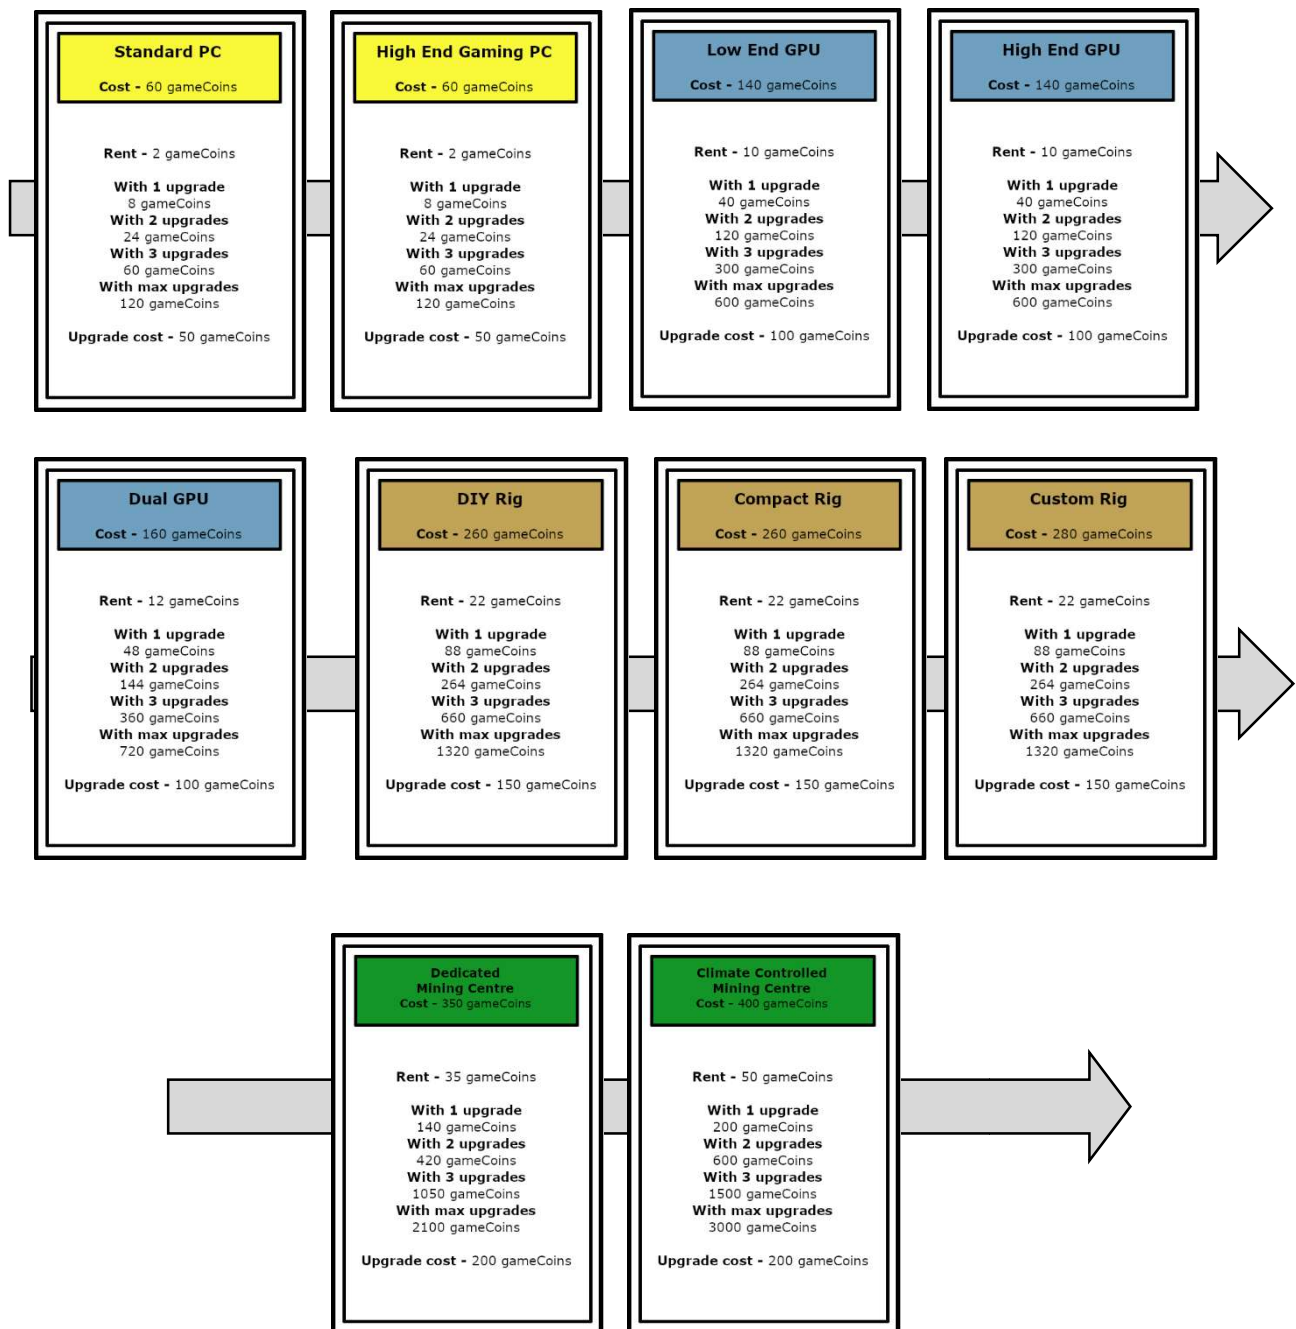 Standard PC
Cost - 60 gameCoins
Rent - 2 gameCoins
With 1 upgrade
8 gameCoins
With 2 upgrades
24 gameCoins
With 3 upgrades
60 gameCoins
With max upgrades
120 gameCoins
Upgrade cost - 50 gameCoins
High End Gaming PC
Cost - 60 gameCoins
Rent - 2 gameCoins
With 1 upgrade
8 gameCoins
With 2 upgrades
24 gameCoins
With 3 upgrades
60 gameCoins
With max upgrades
120 gameCoins
Upgrade cost - 50 gameCoins
Low End GPU
Cost - 140 gameCoins
Rent - 10 gameCoins
With 1 upgrade
40 gameCoins
With 2 upgrades
120 gameCoins
With 3 upgrades
300 gameCoins
With max upgrades
600 gameCoins
Upgrade cost - 100 gameCoins
High End GPU
Cost - 140 gameCoins
Rent - 10 gameCoins
With 1 upgrade
40 gameCoins
With 2 upgrades
120 gameCoins
With 3 upgrades
300 gameCoins
With max upgrades
600 gameCoins
Upgrade cost - 100 gameCoins
Dual GPU
Cost - 160 gameCoins
Rent - 12 gameCoins
With 1 upgrade
48 gameCoins
With 2 upgrades
144 gameCoins
With 3 upgrades
360 gameCoins
With max upgrades
720 gameCoins
Upgrade cost - 100 gameCoins
DIY Rig
Cost - 260 gameCoins
Rent - 22 gameCoins
With 1 upgrade
88 gameCoins
With 2 upgrades
264 gameCoins
With 3 upgrades
660 gameCoins
With max upgrades
1320 gameCoins
Upgrade cost - 150 gameCoins
Compact Rig
Cost - 260 gameCoins
Rent - 22 gameCoins
With 1 upgrade
88 gameCoins
With 2 upgrades
264 gameCoins
With 3 upgrades
660 gameCoins
With max upgrades
1320 gameCoins
Upgrade cost - 150 gameCoins
Custom Rig
Cost - 280 gameCoins
Rent - 22 gameCoins
With 1 upgrade
88 gameCoins
With 2 upgrades
264 gameCoins
With 3 upgrades
660 gameCoins
With max upgrades
1320 gameCoins
Upgrade cost - 150 gameCoins
Dedicated
Mining Centre
Cost - 350 gameCoins
Rent - 35 gameCoins
With 1 upgrade
140 gameCoins
With 2 upgrades
420 gameCoins
With 3 upgrades
1050 gameCoins
With max upgrades
2100 gameCoins
Upgrade cost - 200 gameCoins
Climate Controlled
Mining Centre
Cost - 400 gameCoins
Rent - 50 gameCoins
With 1 upgrade
200 gameCoins
With 2 upgrades
600 gameCoins
With 3 upgrades
1500 gameCoins
With max upgrades
3000 gameCoins
Upgrade cost - 200 gameCoins